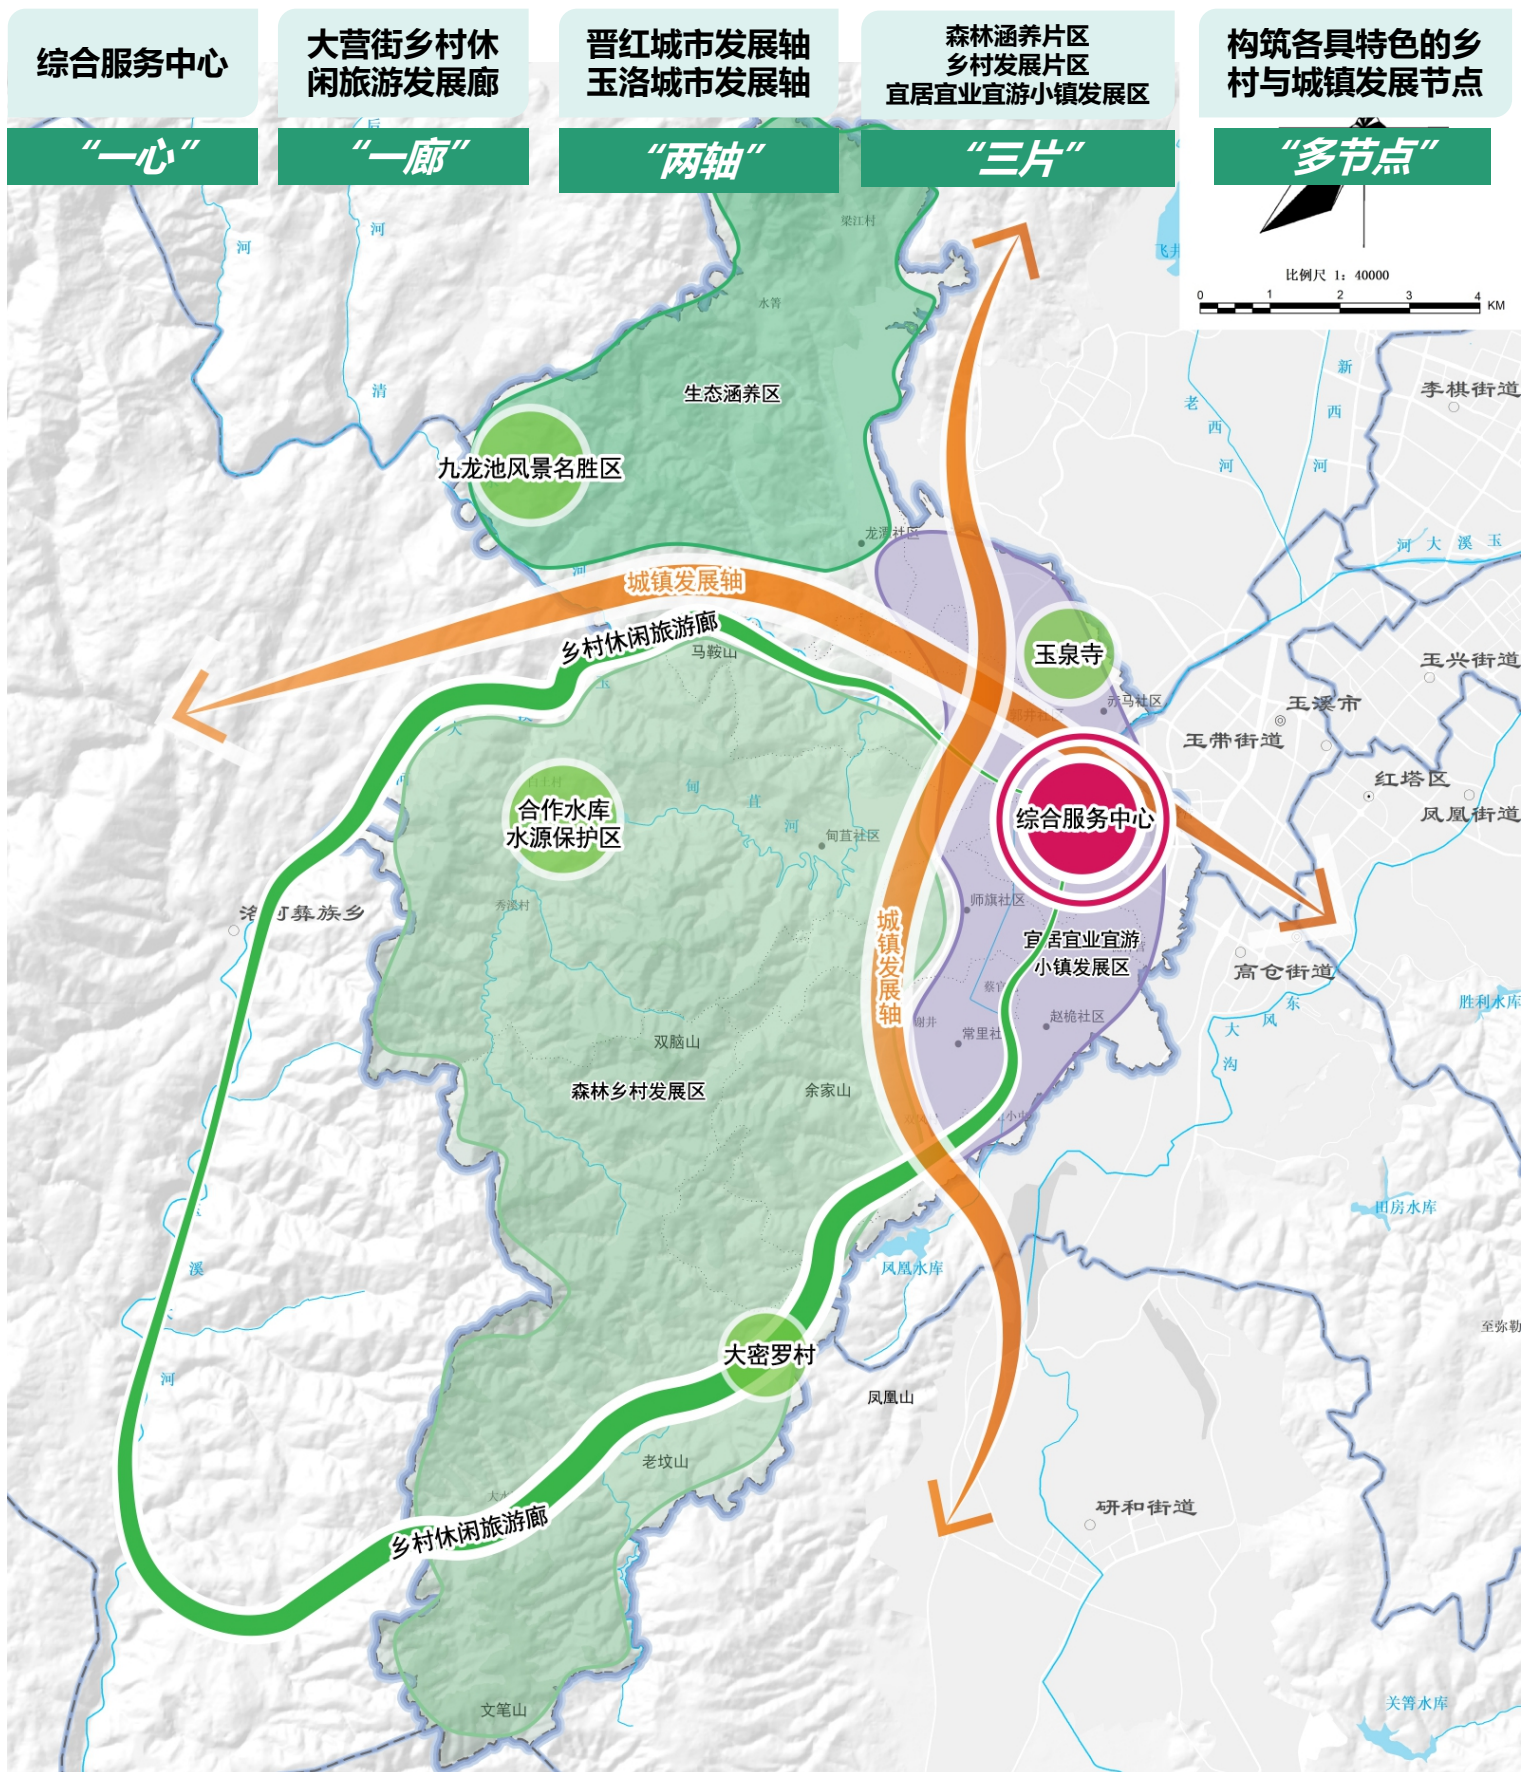 综合服务中心
“一心”
大营街乡村休
闲旅游发展廊
“一廊”
晋红城市发展轴
玉洛城市发展轴
“两轴”
森林涵养片区
乡村发展片区
宜居宜业宜游小镇发展区
“三片”
构筑各具特色的乡
村与城镇发展节点
“多节点”
比例尺 1：40000
0 1 2 3 4 KM
河
河
清
梁江村
水箐
飞井
生态涵养区
九龙池风景名胜区
龙潭社区
河
李棋街道
老西河
新西河
河大溪玉
城镇发展轴
乡村休闲旅游廊
马鞍山
玉泉寺
赤马社区
玉兴街道
玉溪市
玉带街道
红塔区
凤凰街道
玉
大
合作水库
水源保护区
甸苴河
甸苴社区
综合服务中心
秀溪村
师旗社区
城镇发展轴
宜居宜业宜游
小镇发展区
高仓街道
胜利水库
东风大沟
常里社
赵桅社区
双脑山
森林乡村发展区
余家山
田房水库
凤凰水库
溪
河
大密罗村
至弥勒
凤凰山
老坟山
乡村休闲旅游廊
研和街道
文笔山
关箐水库